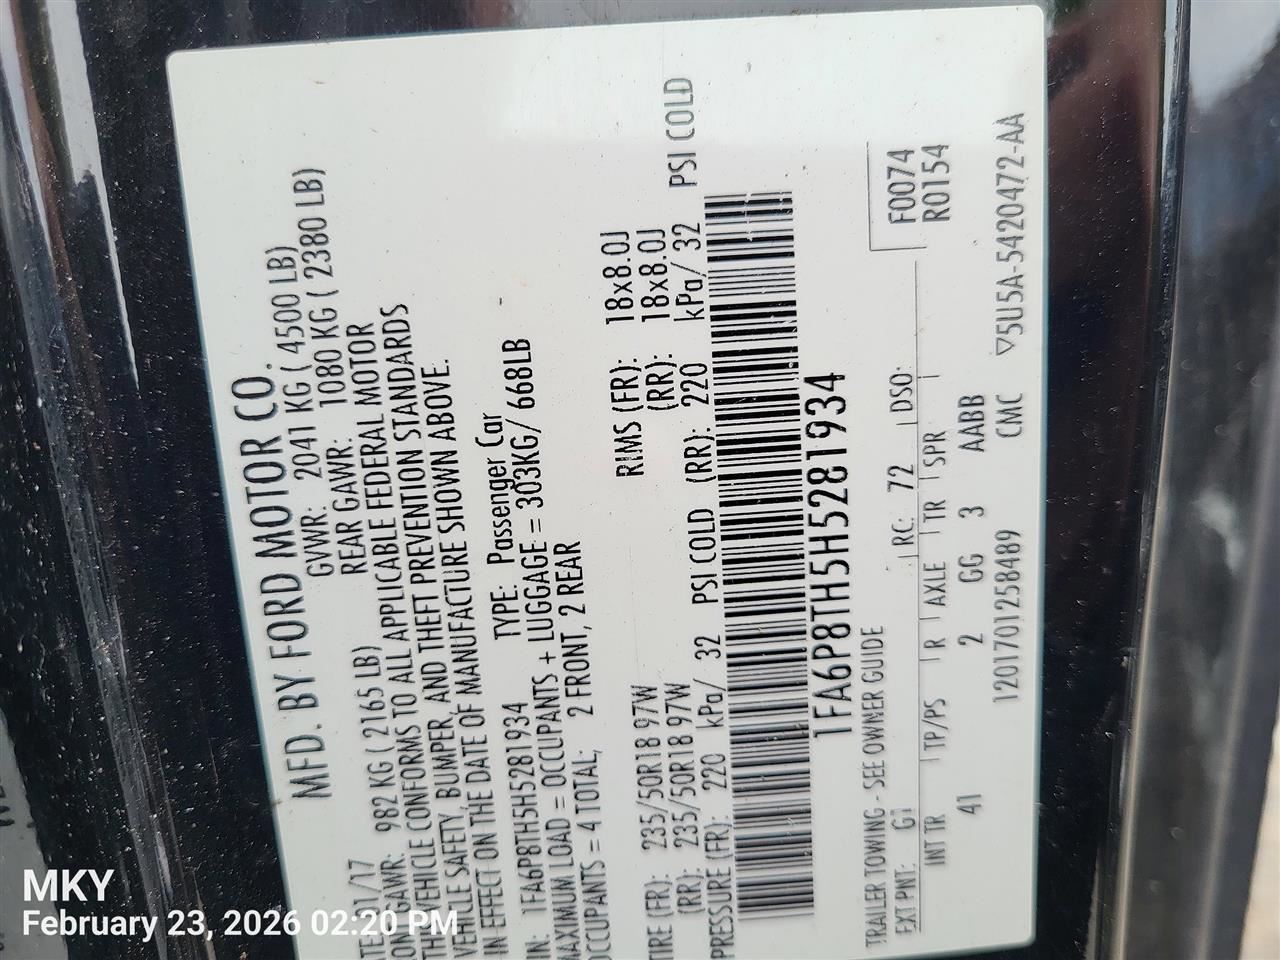 MFD. BY FORD MOTOR CO.
GVWR: 2041 KG ( 4500 LB)
982 KG ( 2165 LB) REAR GAWR: 1080 KG ( 2380 LB)
VEHICLE CONFORMS TO ALL APPLICABLE FEDERAL MOTOR
VEHICLE SAFETY, BUMPER, AND THEFT PREVENTION STANDARDS
IN EFFECT ON THE DATE OF MANUFACTURE SHOWN ABOVE.
IN: 1FA6P8TH5H5281934 TYPE: Passenger Car
MAXIMUM LOAD = OCCUPANTS + LUGGAGE = 303KG/ 668LB
OCCUPANTS = 4 TOTAL; 2 FRONT, 2 REAR
TIRE (FR): 235/50R18 97W RIMS (FR): 18x8.0J
(RR): 235/50R18 97W (RR): 18x8.0J
PRESSURE (FR): 220 kPa/ 32 PSI COLD (RR): 220 kPa/ 32 PSI COLD
1FA6P8TH5H5281934
TRAILER TOWING - SEE OWNER GUIDE
F0074
EXT PNT: G1 RC: 72 DSO:
R0154
INT TR TP/PS R AXLE TR SPR
41 2 GG 3 AABB
1201701258489 CMC ▽5U5A-5420472-AA
MKY
February 23, 2026 02:20 PM